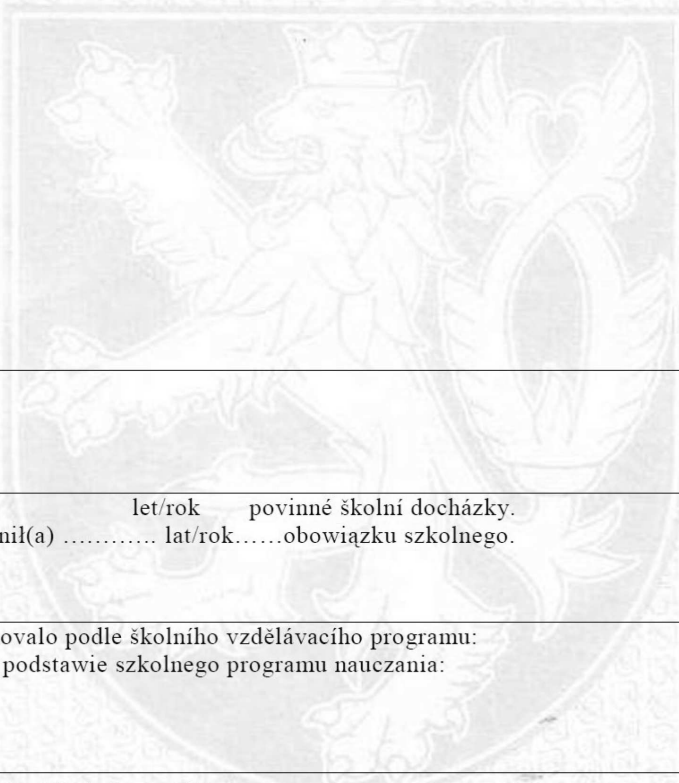 let/rok povinné školní docházky.
nił(a) ………… lat/rok……obowiązku szkolnego.
ovalo podle školního vzdělávacího programu:
podstawie szkolnego programu nauczania: